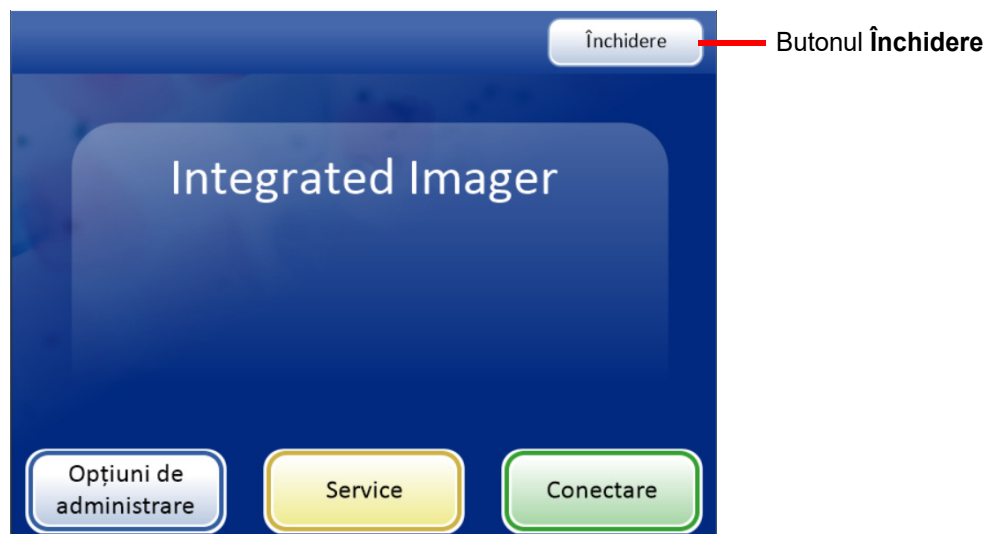 Închidere
Butonul Închidere
Integrated Imager
Opțiuni de
administrare
Service
Conectare